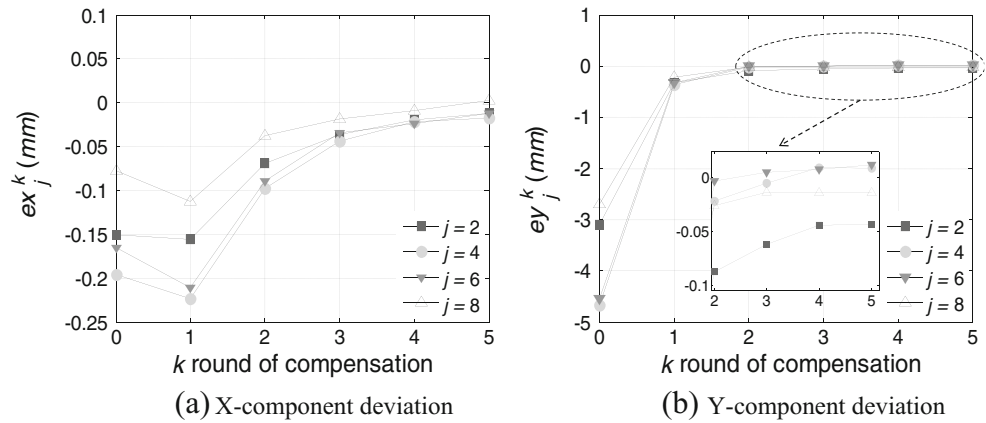 0.1
0.05
0
-0.05
-0.1
-0.15
-0.2
-0.25
ex_j^k (mm)
j = 2
j = 4
j = 6
j = 8
0 1 2 3 4 5
k round of compensation
(a) X-component deviation
1
0
-1
-2
-3
-4
-5
ey_j^k (mm)
0
-0.05
-0.1
2 3 4 5
j = 2
j = 4
j = 6
j = 8
0 1 2 3 4 5
k round of compensation
(b) Y-component deviation